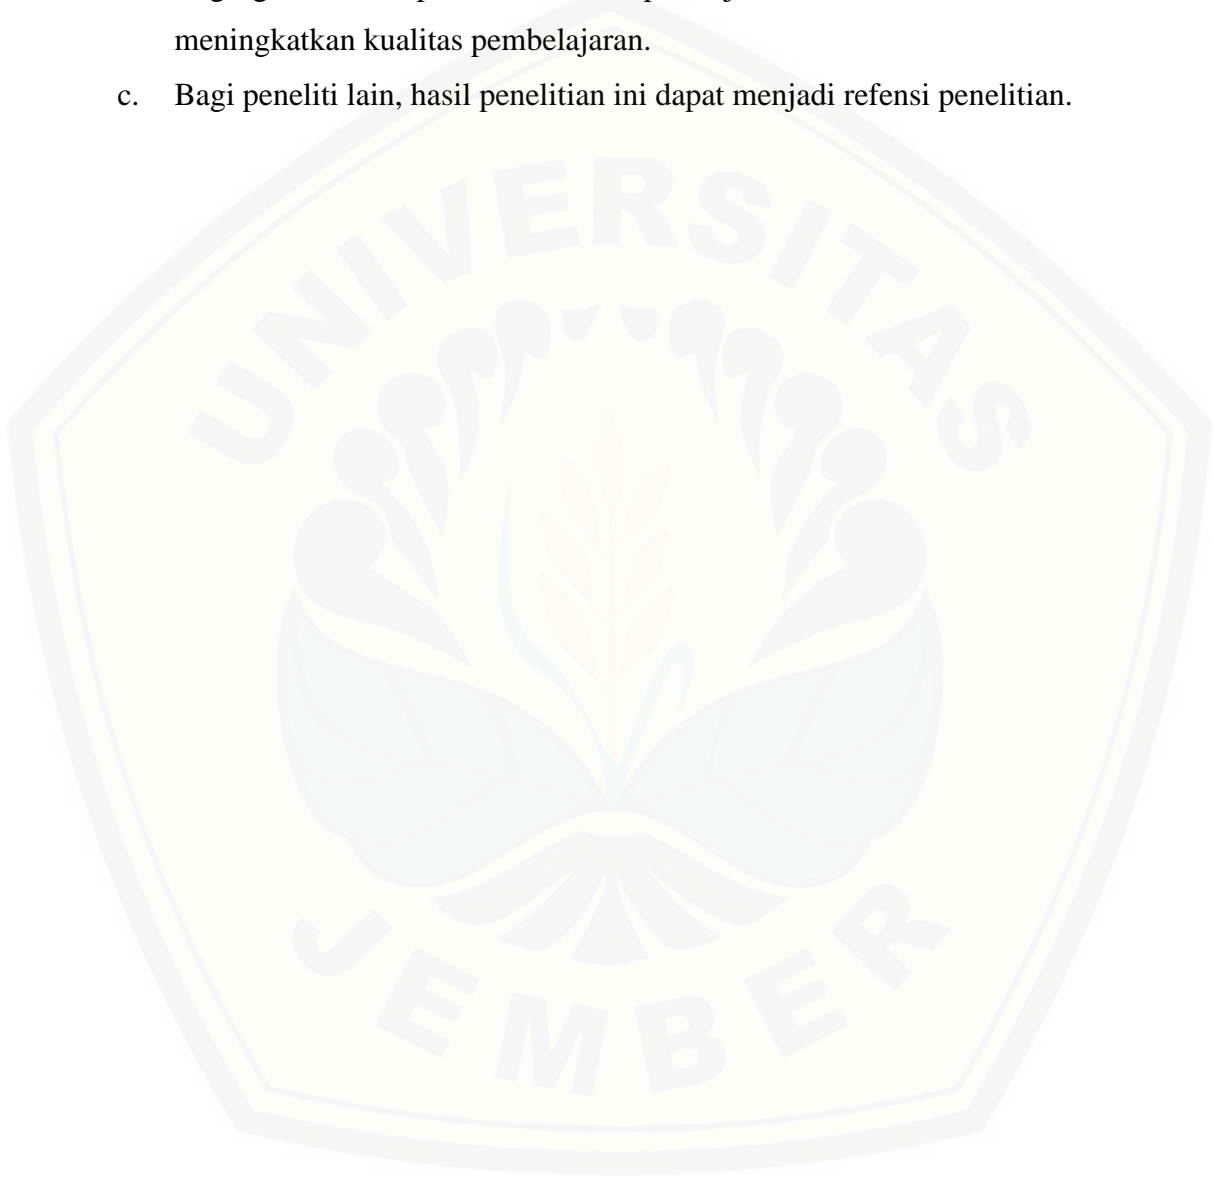 meningkatkan kualitas pembelajaran.
c. Bagi peneliti lain, hasil penelitian ini dapat menjadi refensi penelitian.
UNIVERSITAS
JEMBER